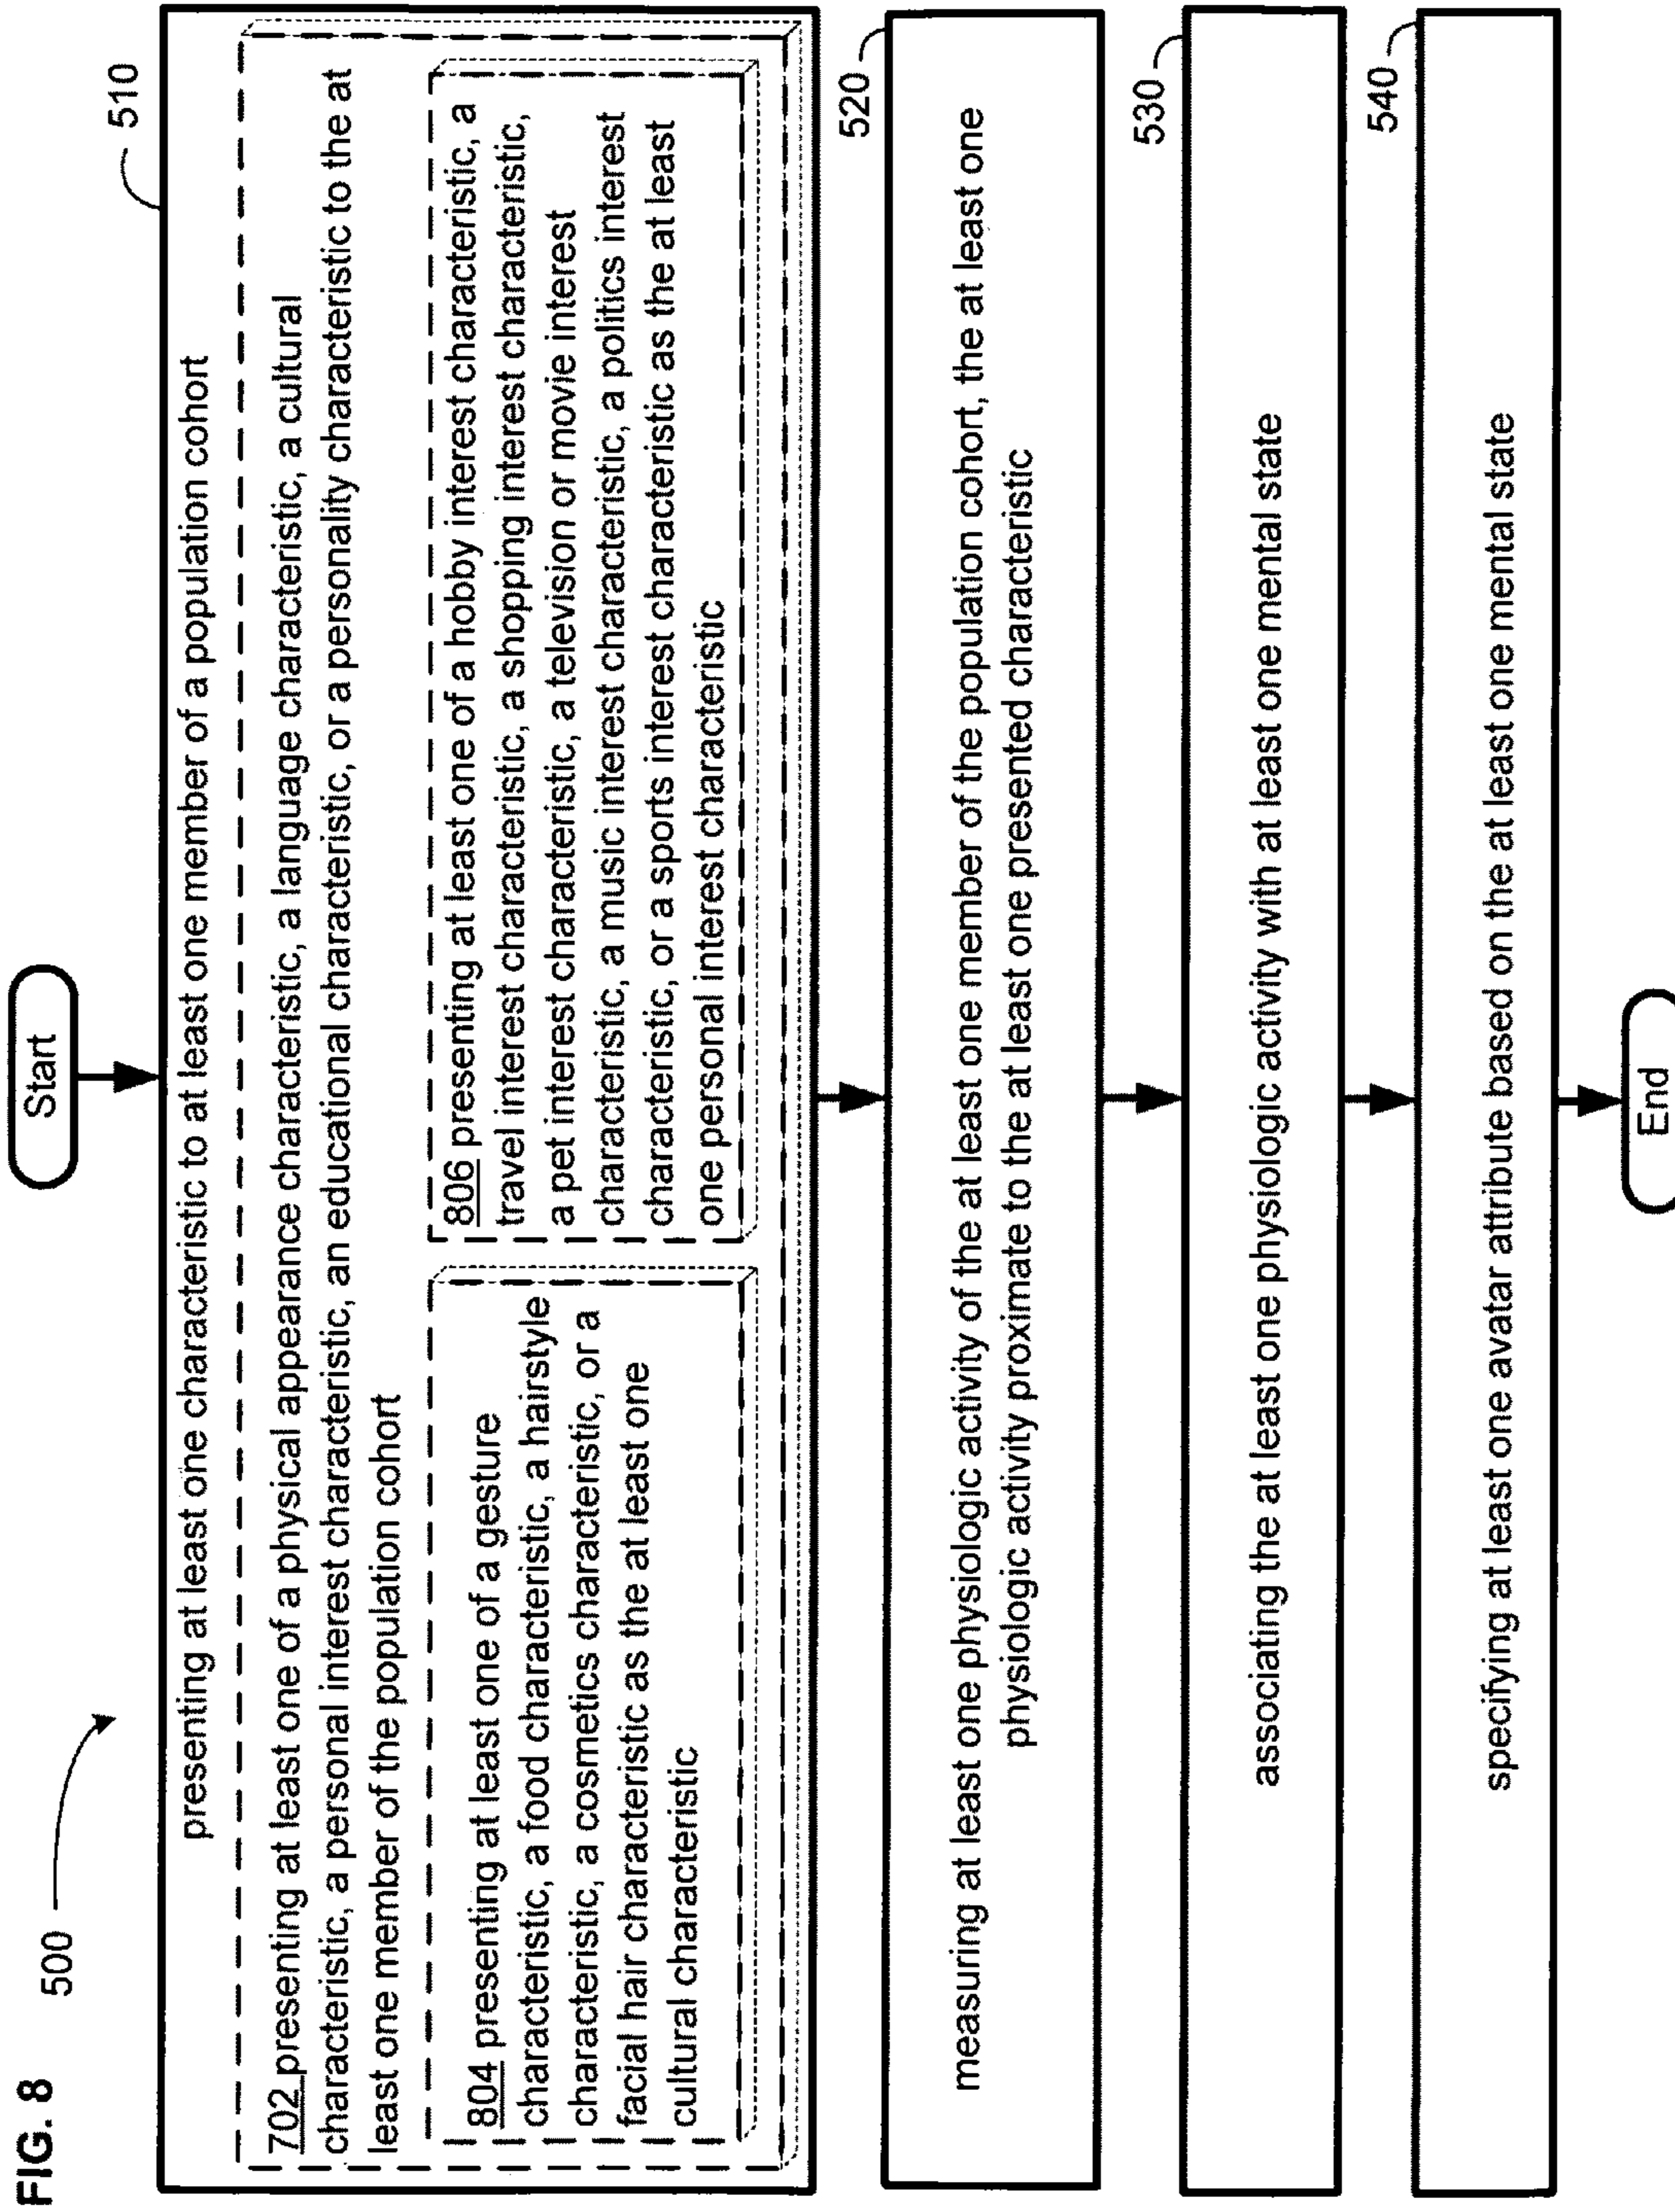 FIG. 8
500
Start
510
presenting at least one characteristic to at least one member of a population cohort
702 presenting at least one of a physical appearance characteristic, a language characteristic, a cultural
characteristic, a personal interest characteristic, an educational characteristic, or a personality characteristic to the at
least one member of the population cohort
804 presenting at least one of a gesture
characteristic, a food characteristic, a hairstyle
characteristic, a cosmetics characteristic, or a
facial hair characteristic as the at least one
cultural characteristic
806 presenting at least one of a hobby interest characteristic, a
travel interest characteristic, a shopping interest characteristic,
a pet interest characteristic, a television or movie interest
characteristic, a music interest characteristic, a politics interest
characteristic, or a sports interest characteristic as the at least
one personal interest characteristic
520
measuring at least one physiologic activity of the at least one member of the population cohort, the at least one
physiologic activity proximate to the at least one presented characteristic
530
associating the at least one physiologic activity with at least one mental state
540
specifying at least one avatar attribute based on the at least one mental state
End